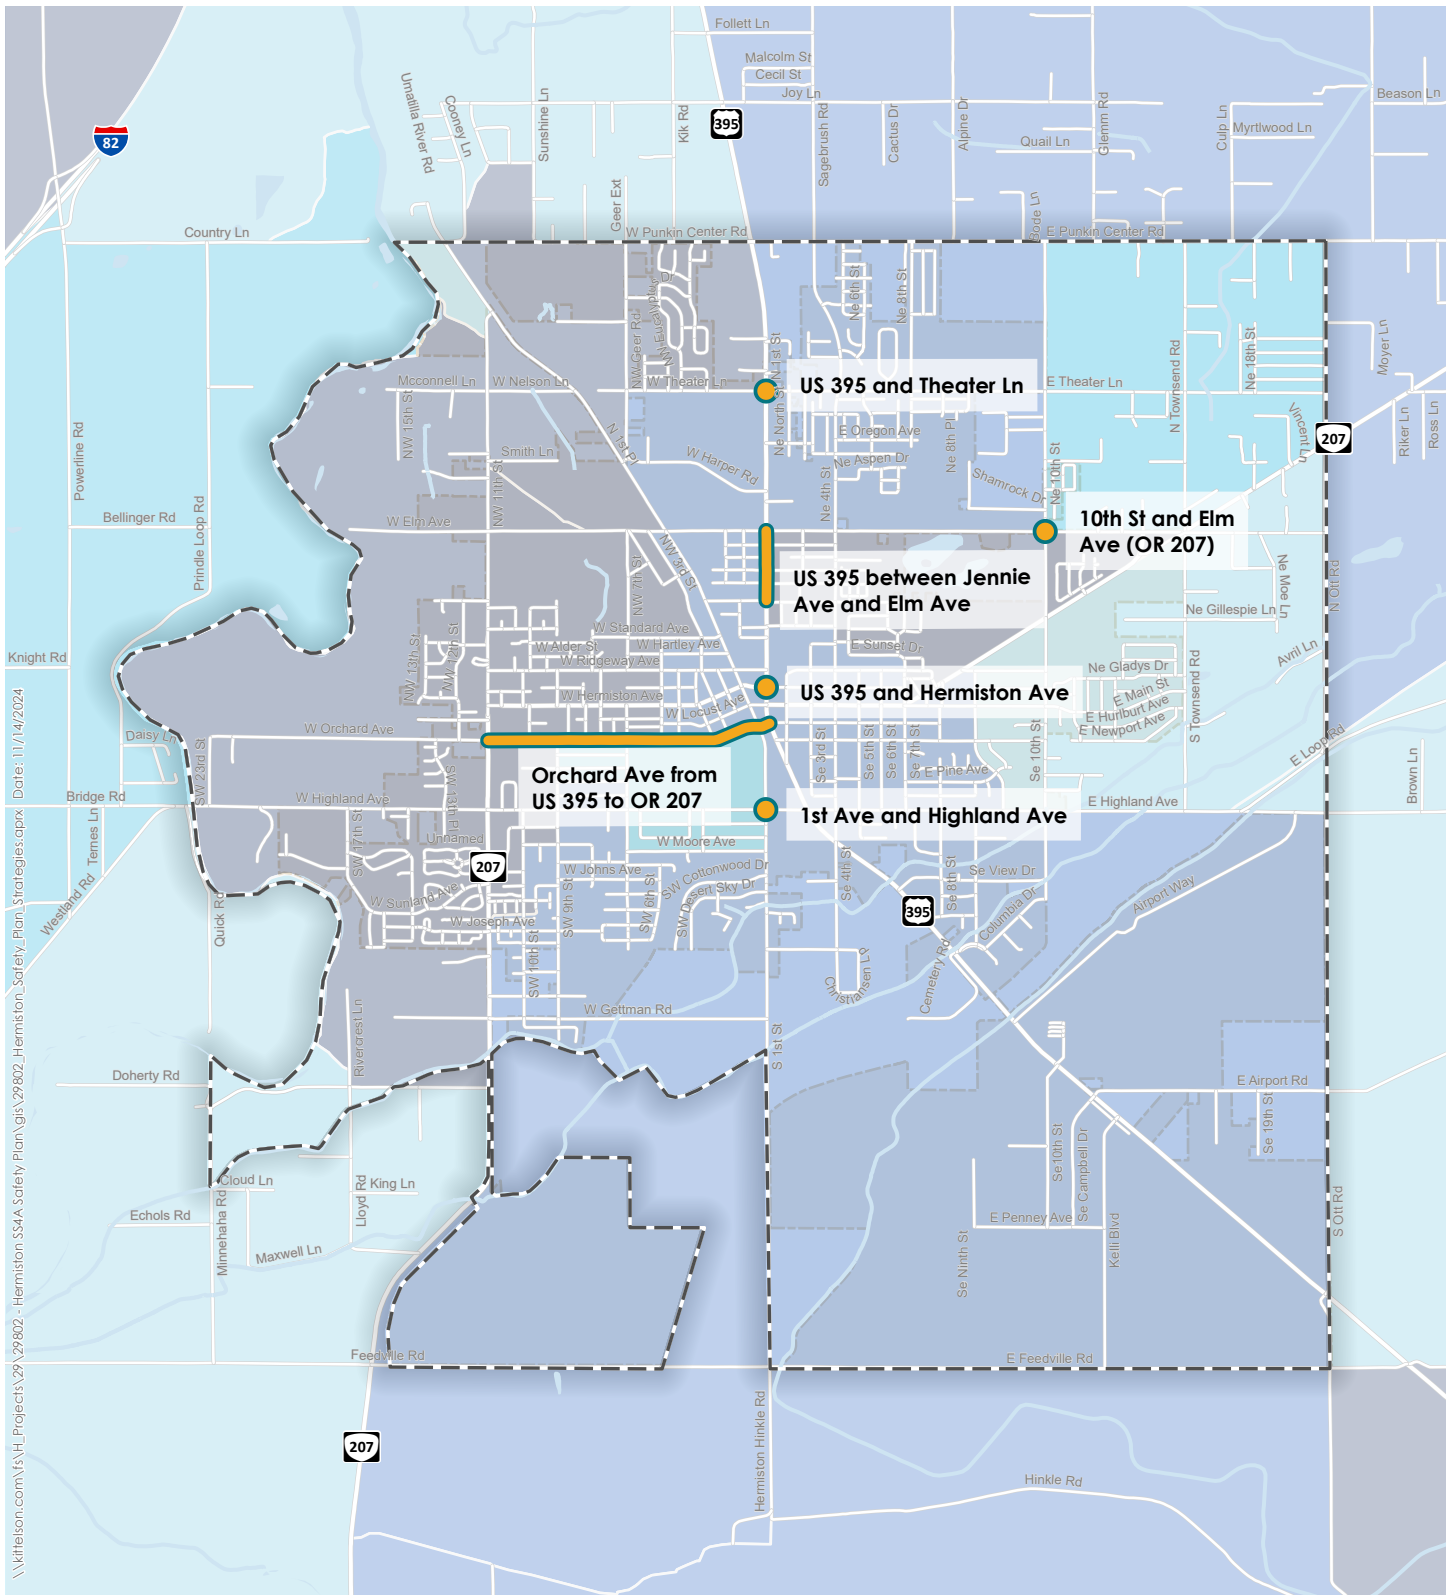 Follett Ln
Malcolm St
Cecil St
Joy Ln
Beason Ln
Umatilla River Rd
Cooney Ln
Sunshine Ln
Kik Rd
395
Sagebrush Rd
Cactus Dr
Alpine Dr
Quail Ln
Glemm Rd
Culp Ln
Myrtlwood Ln
82
Geer Ext
Bode Ln
Country Ln
W Punkin Center Rd
E Punkin Center Rd
NW Geer Rd
NW Eucalyptus Dr
Ne 6th St
Ne 8th St
N 1st St
Ne North St
N Townsend Rd
Ne 18th St
Moyer Ln
Mcconnell Ln
W Nelson Ln
W Theater Ln
US 395 and Theater Ln
E Theater Ln
NW 15th St
N 1st Pl
E Oregon Ave
Ne 8th Pl
Vincent Ln
207
Riker Ln
Ross Ln
Powerline Rd
Smith Ln
W Harper Rd
Ne Aspen Dr
Ne 10th St
Shamrock Dr
NW 11th St
Ne 4th St
Bellinger Rd
W Elm Ave
10th St and Elm
Ave (OR 207)
Prindle Loop Rd
NW 7th St
NW 3rd St
US 395 between Jennie
Ave and Elm Ave
Ne Moe Ln
N Ott Rd
Ne Gillespie Ln
W Standard Ave
NW 13th St
NW 12th St
W Alder St
W Hartley Ave
E Sunset Dr
Knight Rd
W Ridgeway Ave
Ne Gladys Dr
Avril Ln
W Hermiston Ave
US 395 and Hermiston Ave
E Main St
S Townsend Rd
W Locust Ave
E Hurlburt Ave
E Newport Ave
W Orchard Ave
Daisy Ln
SW 23rd St
Se 3rd St
Se 5th St
Se 6th St
Se 7th St
Se 10th St
E Loop Rd
Brown Ln
Orchard Ave from
US 395 to OR 207
E Pine Ave
SW 13th Pl
Bridge Rd
W Highland Ave
1st Ave and Highland Ave
E Highland Ave
Ternes Ln
SW 17th St
Unnamed
W Moore Ave
207
W Johns Ave
SW Cottonwood Dr
Se 4th St
Se 8th St
Se View Dr
Westland Rd
W Sunland Ave
SW 9th St
SW 6th St
SW Desert Sky Dr
395
Columbia Dr
Airport Way
Quick Rd
W Joseph Ave
SW 10th St
Christiansen Lp
Cemetery Rd
W Gettman Rd
Rivercrest Ln
S 1st St
Doherty Rd
E Airport Rd
Se 10th St
Se Campbell Dr
Se 19th St
Cloud Ln
Lloyd Rd
King Ln
Echols Rd
Minnehaha Rd
Maxwell Ln
E Penney Ave
Se Ninth St
Kelli Blvd
S Ott Rd
Feedville Rd
E Feedville Rd
207
Hermiston Hinkle Rd
Hinkle Rd
\\kittelson.com\fs\H_Projects\29\29802 - Hermiston SS4A Safety Plan\gis\29802_Hermiston_Safety_Plan_Strategies.aprx Date: 11/14/2024